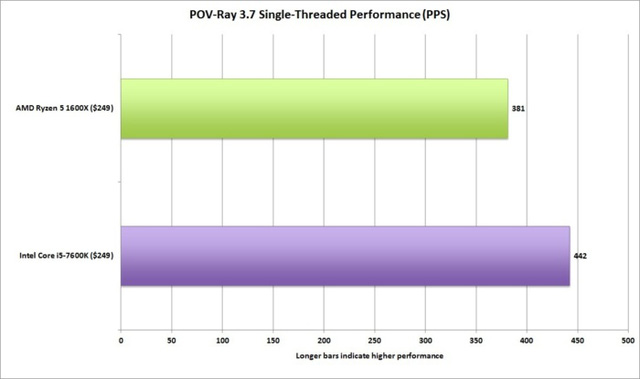 POV-Ray 3.7 Single-Threaded Performance (PPS)
AMD Ryzen 5 1600X ($249)
381
Intel Core i5-7600K ($249)
442
0 50 100 150 200 250 300 350 400 450 500
Longer bars indicate higher performance